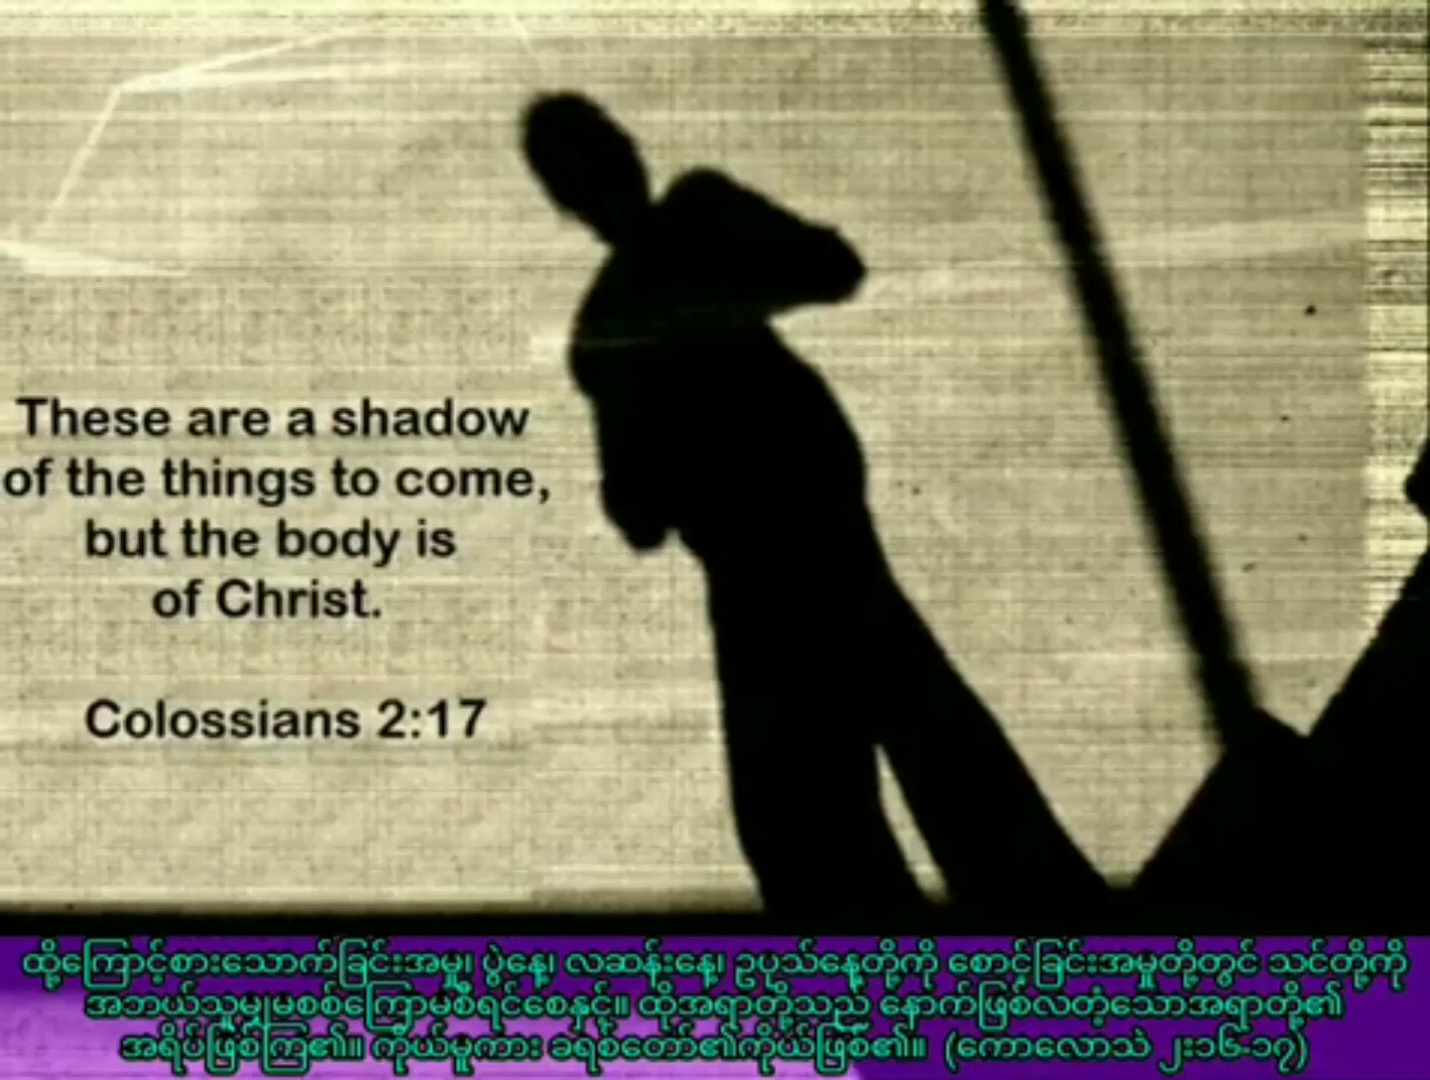 These are a shadow
of the things to come,
but the body is
of Christ.
Colossians 2:17
ထို့ကြောင့်စားသောက်ခြင်းအမှု၊ ပွဲနေ့၊ လဆန်းနေ့၊ ဥပုသ်နေ့တို့ကို စောင့်ခြင်းအမှုတို့တွင် သင်တို့ကို
အဘယ်သူမျှမစစ်ကြောမစီရင်စေနှင့်။ ထိုအရာတို့သည် နောက်ဖြစ်လတံ့သောအရာတို့၏
အရိပ်ဖြစ်ကြ၏။ ကိုယ်မူကား ခရစ်တော်၏ကိုယ်ဖြစ်၏။ (ကောလောသဲ ၂း၁၆-၁၇)